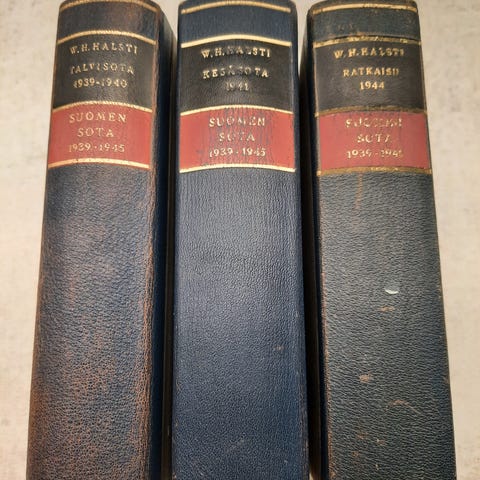 W. H. HALSTI
TALVISOTA
1939-1940
SUOMEN
SOTA
1939-1945
W. H. HALSTI
KESÄSOTA
1941
SUOMEN
SOTA
1939-1945
W. H. HALSTI
RATKAISU
1944
SUOMEN
SOTA
1939-1945